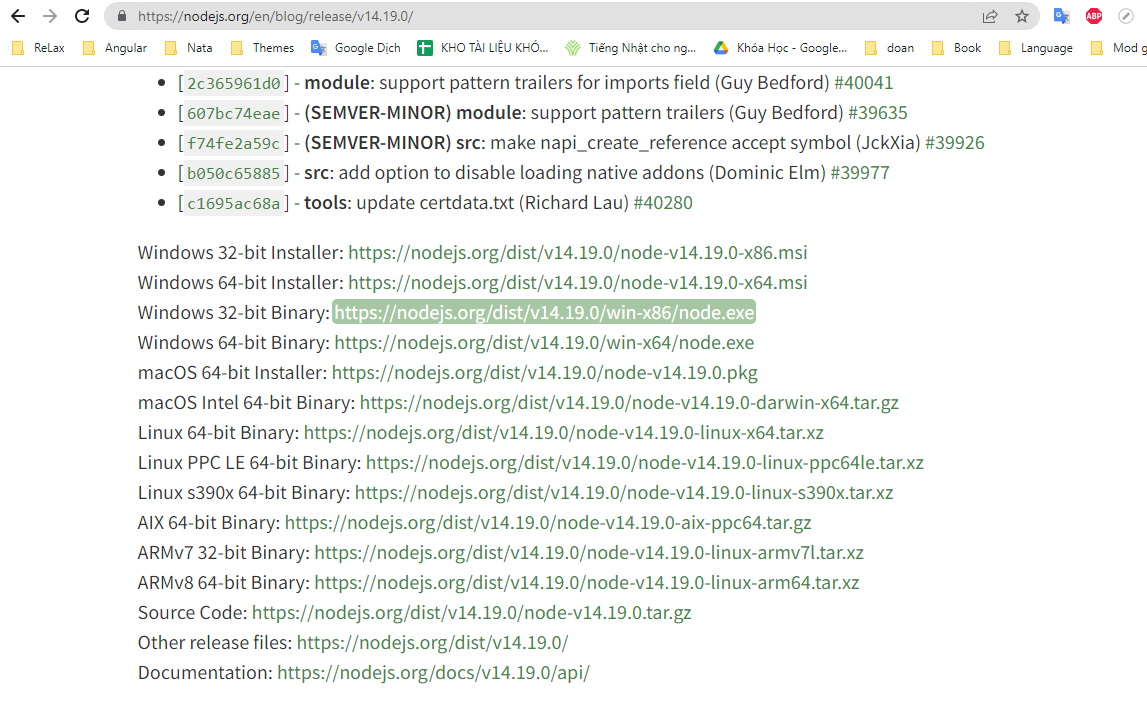 https://nodejs.org/en/blog/release/v14.19.0/
ReLax Angular Nata Themes Google Dịch KHO TÀI LIỆU KHÓ... Tiếng Nhật cho ng... Khóa Học - Google... doan Book Language Mod g
[2c365961d0] - module: support pattern trailers for imports field (Guy Bedford) #40041
[607bc74eae] - (SEMVER-MINOR) module: support pattern trailers (Guy Bedford) #39635
[f74fe2a59c] - (SEMVER-MINOR) src: make napi_create_reference accept symbol (JckXia) #39926
[b050c65885] - src: add option to disable loading native addons (Dominic Elm) #39977
[c1695ac68a] - tools: update certdata.txt (Richard Lau) #40280
Windows 32-bit Installer: https://nodejs.org/dist/v14.19.0/node-v14.19.0-x86.msi
Windows 64-bit Installer: https://nodejs.org/dist/v14.19.0/node-v14.19.0-x64.msi
Windows 32-bit Binary: https://nodejs.org/dist/v14.19.0/win-x86/node.exe
Windows 64-bit Binary: https://nodejs.org/dist/v14.19.0/win-x64/node.exe
macOS 64-bit Installer: https://nodejs.org/dist/v14.19.0/node-v14.19.0.pkg
macOS Intel 64-bit Binary: https://nodejs.org/dist/v14.19.0/node-v14.19.0-darwin-x64.tar.gz
Linux 64-bit Binary: https://nodejs.org/dist/v14.19.0/node-v14.19.0-linux-x64.tar.xz
Linux PPC LE 64-bit Binary: https://nodejs.org/dist/v14.19.0/node-v14.19.0-linux-ppc64le.tar.xz
Linux s390x 64-bit Binary: https://nodejs.org/dist/v14.19.0/node-v14.19.0-linux-s390x.tar.xz
AIX 64-bit Binary: https://nodejs.org/dist/v14.19.0/node-v14.19.0-aix-ppc64.tar.gz
ARMv7 32-bit Binary: https://nodejs.org/dist/v14.19.0/node-v14.19.0-linux-armv7l.tar.xz
ARMv8 64-bit Binary: https://nodejs.org/dist/v14.19.0/node-v14.19.0-linux-arm64.tar.xz
Source Code: https://nodejs.org/dist/v14.19.0/node-v14.19.0.tar.gz
Other release files: https://nodejs.org/dist/v14.19.0/
Documentation: https://nodejs.org/docs/v14.19.0/api/